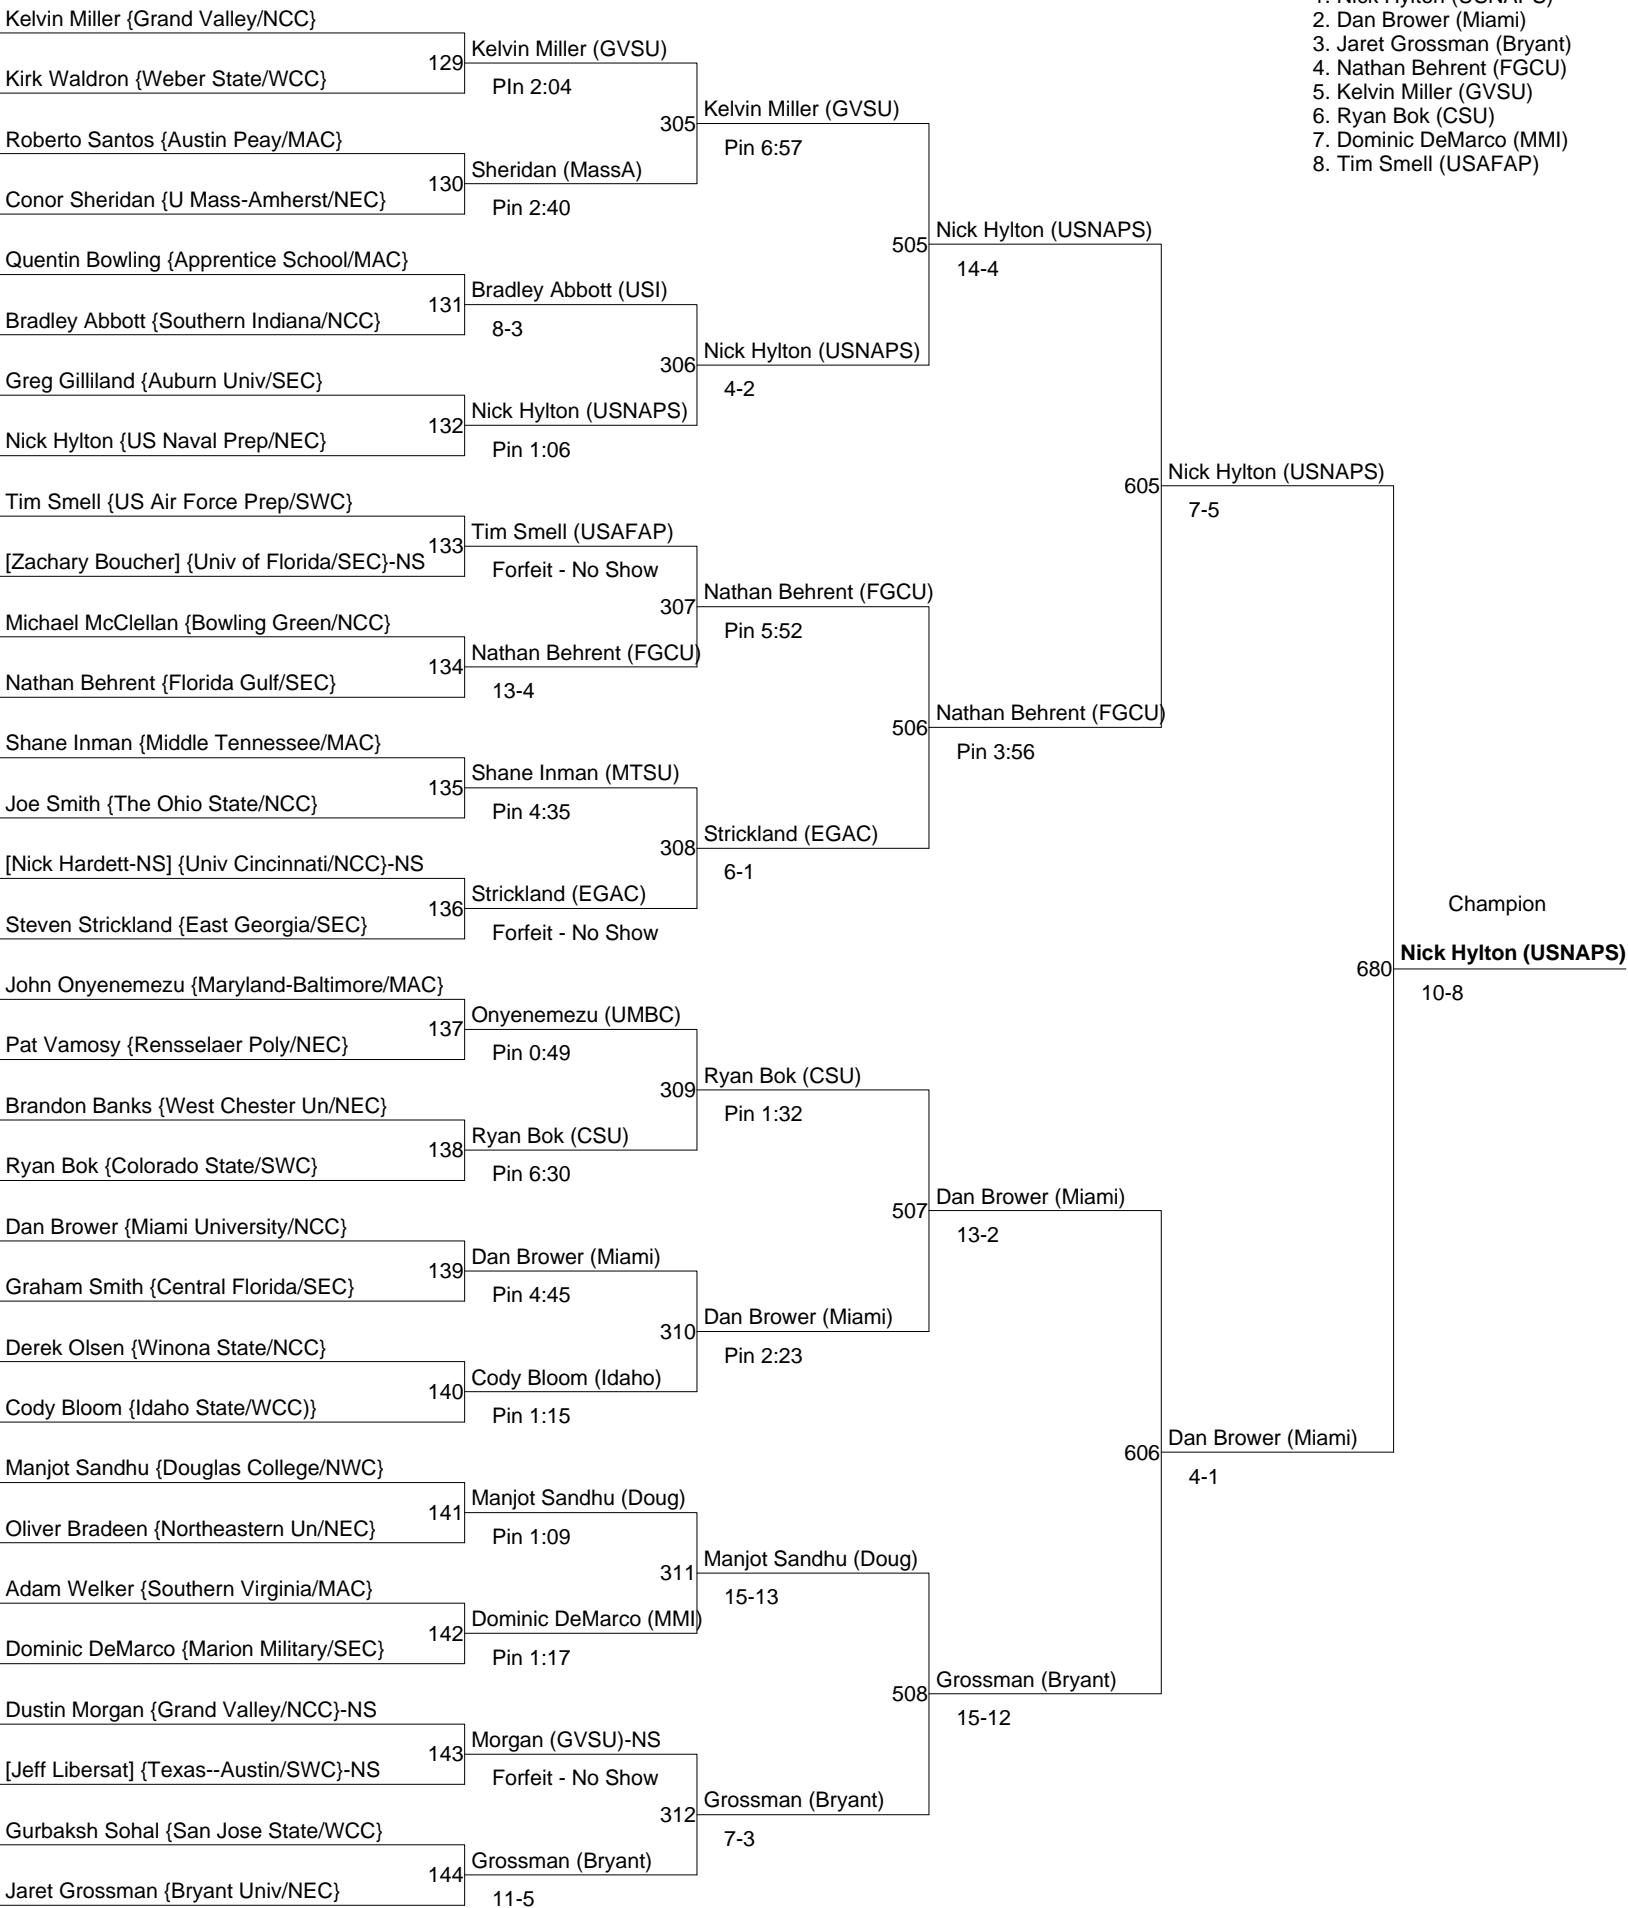 1. Nick Hylton (USNAPS)
2. Dan Brower (Miami)
3. Jaret Grossman (Bryant)
4. Nathan Behrent (FGCU)
5. Kelvin Miller (GVSU)
6. Ryan Bok (CSU)
7. Dominic DeMarco (MMI)
8. Tim Smell (USAFAP)
Kelvin Miller {Grand Valley/NCC}
Kirk Waldron {Weber State/WCC}
Roberto Santos {Austin Peay/MAC}
Conor Sheridan {U Mass-Amherst/NEC}
Quentin Bowling {Apprentice School/MAC}
Bradley Abbott {Southern Indiana/NCC}
Greg Gilliland {Auburn Univ/SEC}
Nick Hylton {US Naval Prep/NEC}
Tim Smell {US Air Force Prep/SWC}
[Zachary Boucher] {Univ of Florida/SEC}-NS
Michael McClellan {Bowling Green/NCC}
Nathan Behrent {Florida Gulf/SEC}
Shane Inman {Middle Tennessee/MAC}
Joe Smith {The Ohio State/NCC}
[Nick Hardett-NS] {Univ Cincinnati/NCC}-NS
Steven Strickland {East Georgia/SEC}
John Onyenemezu {Maryland-Baltimore/MAC}
Pat Vamosy {Rensselaer Poly/NEC}
Brandon Banks {West Chester Un/NEC}
Ryan Bok {Colorado State/SWC}
Dan Brower {Miami University/NCC}
Graham Smith {Central Florida/SEC}
Derek Olsen {Winona State/NCC}
Cody Bloom {Idaho State/WCC)}
Manjot Sandhu {Douglas College/NWC}
Oliver Bradeen {Northeastern Un/NEC}
Adam Welker {Southern Virginia/MAC}
Dominic DeMarco {Marion Military/SEC}
Dustin Morgan {Grand Valley/NCC}-NS
[Jeff Libersat] {Texas--Austin/SWC}-NS
Gurbaksh Sohal {San Jose State/WCC}
Jaret Grossman {Bryant Univ/NEC}
129
Kelvin Miller (GVSU)
PIn 2:04
130
Sheridan (MassA)
Pin 2:40
131
Bradley Abbott (USI)
8-3
132
Nick Hylton (USNAPS)
Pin 1:06
133
Tim Smell (USAFAP)
Forfeit - No Show
134
Nathan Behrent (FGCU)
13-4
135
Shane Inman (MTSU)
Pin 4:35
136
Strickland (EGAC)
Forfeit - No Show
137
Onyenemezu (UMBC)
Pin 0:49
138
Ryan Bok (CSU)
Pin 6:30
139
Dan Brower (Miami)
Pin 4:45
140
Cody Bloom (Idaho)
Pin 1:15
141
Manjot Sandhu (Doug)
Pin 1:09
142
Dominic DeMarco (MMI)
Pin 1:17
143
Morgan (GVSU)-NS
Forfeit - No Show
144
Grossman (Bryant)
11-5
305
Kelvin Miller (GVSU)
Pin 6:57
306
Nick Hylton (USNAPS)
4-2
307
Nathan Behrent (FGCU)
Pin 5:52
308
Strickland (EGAC)
6-1
309
Ryan Bok (CSU)
Pin 1:32
310
Dan Brower (Miami)
Pin 2:23
311
Manjot Sandhu (Doug)
15-13
312
Grossman (Bryant)
7-3
505
Nick Hylton (USNAPS)
14-4
506
Nathan Behrent (FGCU)
Pin 3:56
507
Dan Brower (Miami)
13-2
508
Grossman (Bryant)
15-12
605
Nick Hylton (USNAPS)
7-5
606
Dan Brower (Miami)
4-1
Champion
680
Nick Hylton (USNAPS)
10-8